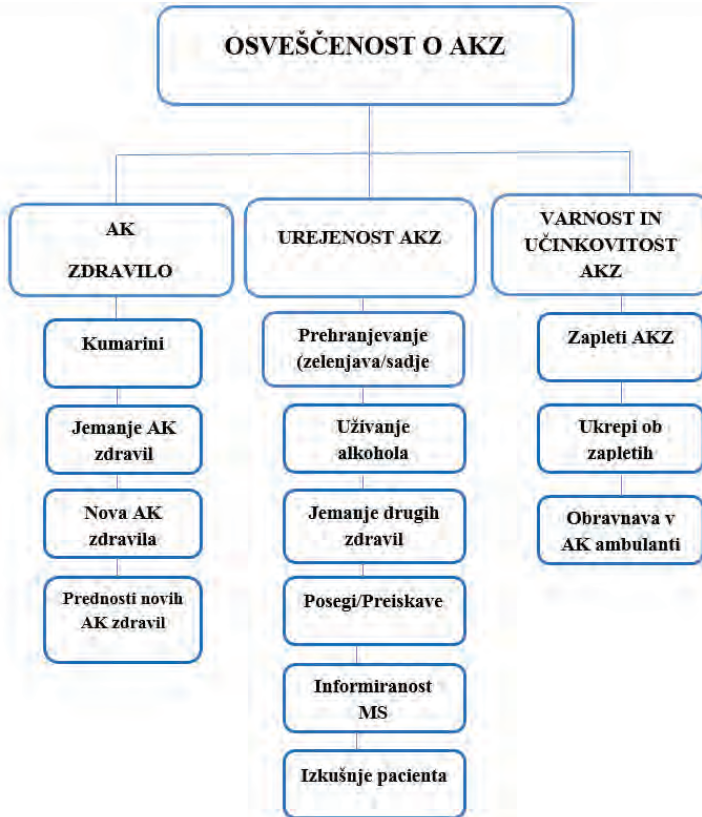 OSVEŠČENOST O AKZ
AK
ZDRAVILO
Kumarini
Jemanje AK
zdravil
Nova AK
zdravila
Prednosti novih
AK zdravil
UREJENOST AKZ
Prehranjevanje
(zelenjava/sadje
Uživanje
alkohola
Jemanje drugih
zdravil
Posegi/Preiskave
Informiranost
MS
Izkušnje pacienta
VARNOST IN
UČINKOVITOST
AKZ
Zapleti AKZ
Ukrepi ob
zapletih
Obravnava v
AK ambulanti